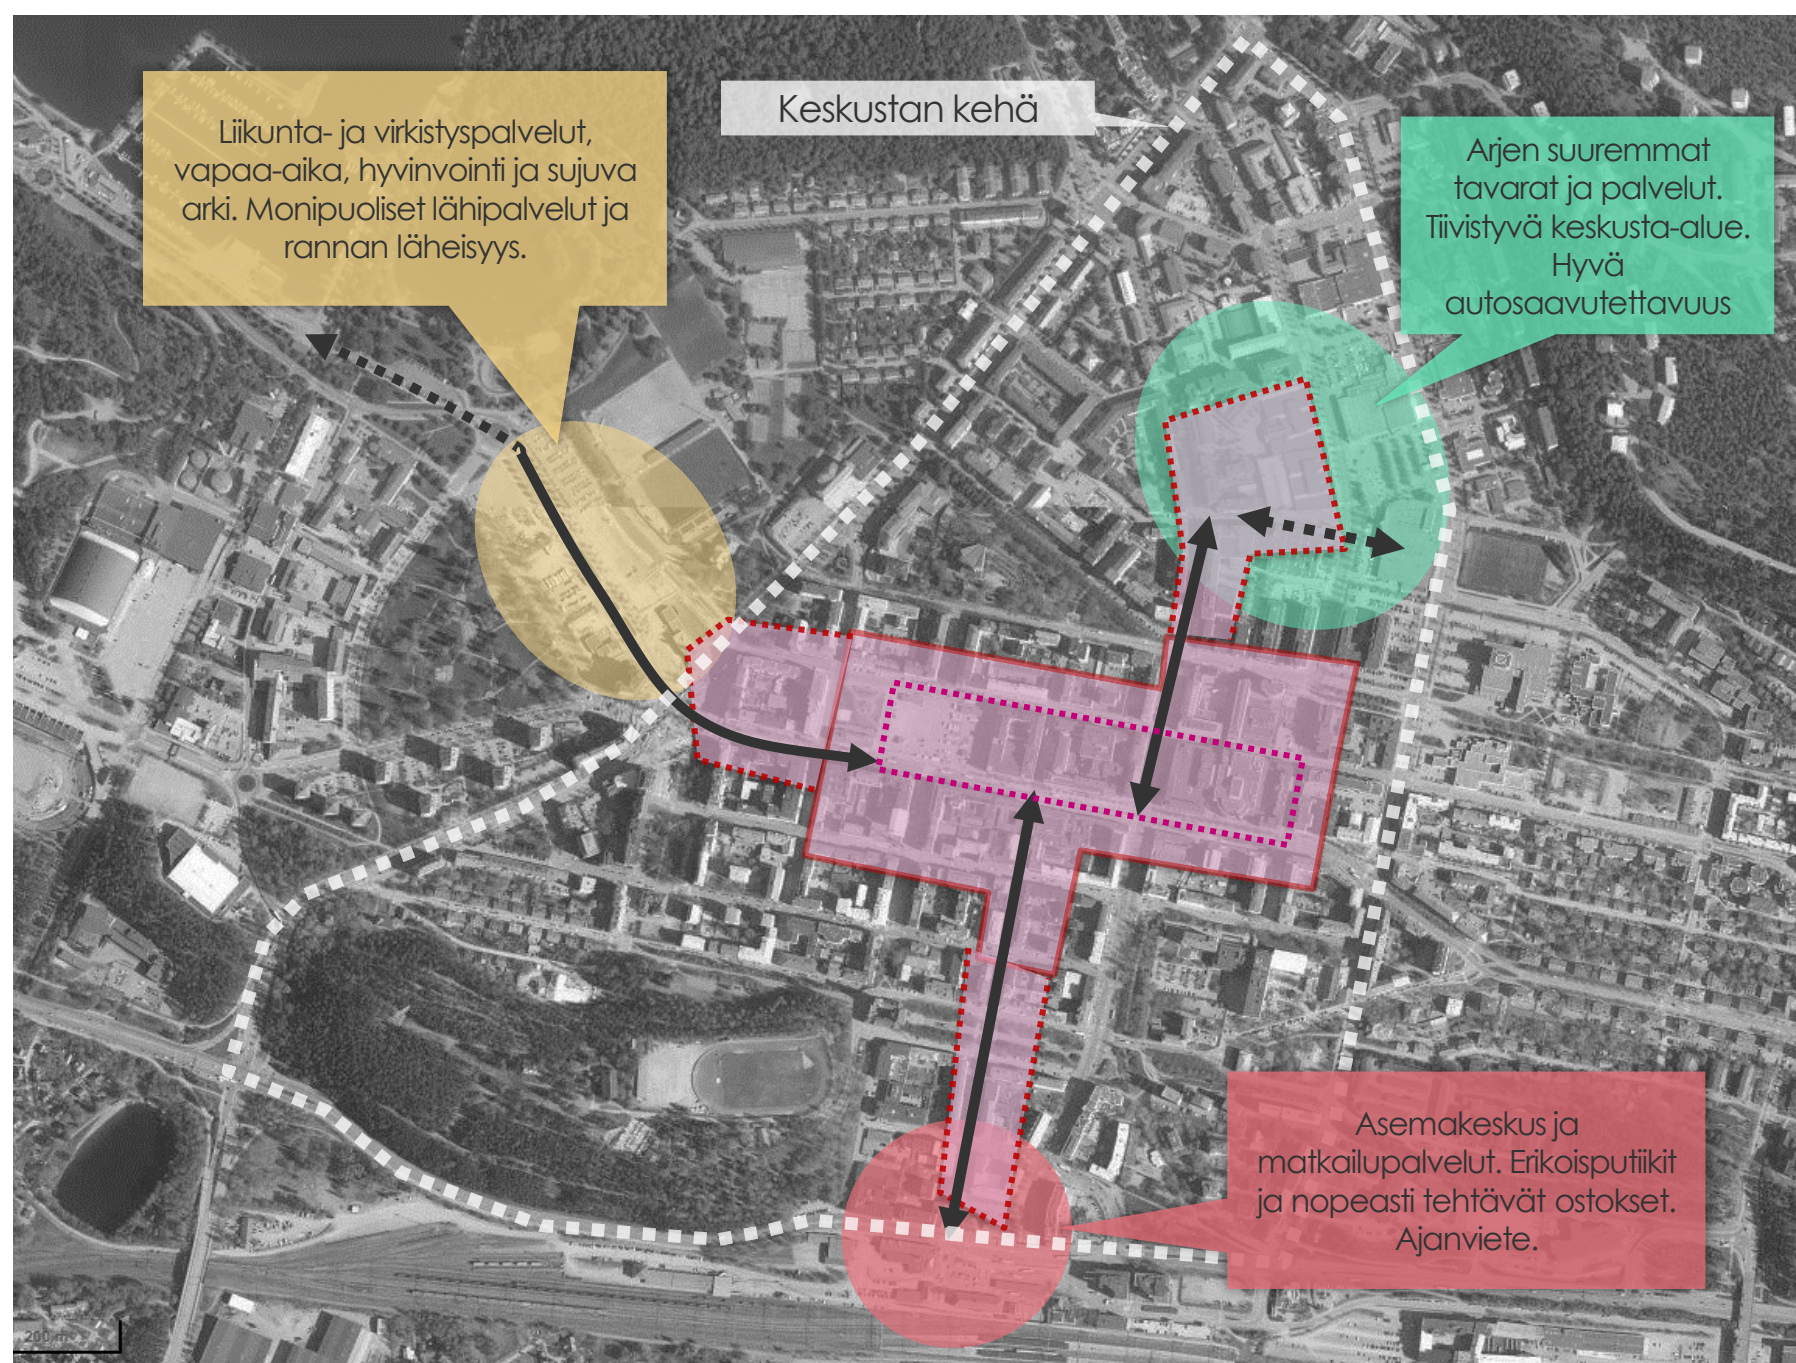 Keskustan kehä
Liikunta- ja virkistyspalvelut,
vapaa-aika, hyvinvointi ja sujuva
arki. Monipuoliset lähipalvelut ja
rannan läheisyys.
Arjen suuremmat
tavarat ja palvelut.
Tiivistyvä keskusta-alue.
Hyvä
autosaavutettavuus
Asemakeskus ja
matkailupalvelut. Erikoisputiikit
ja nopeasti tehtävät ostokset.
Ajanviete.
200 m